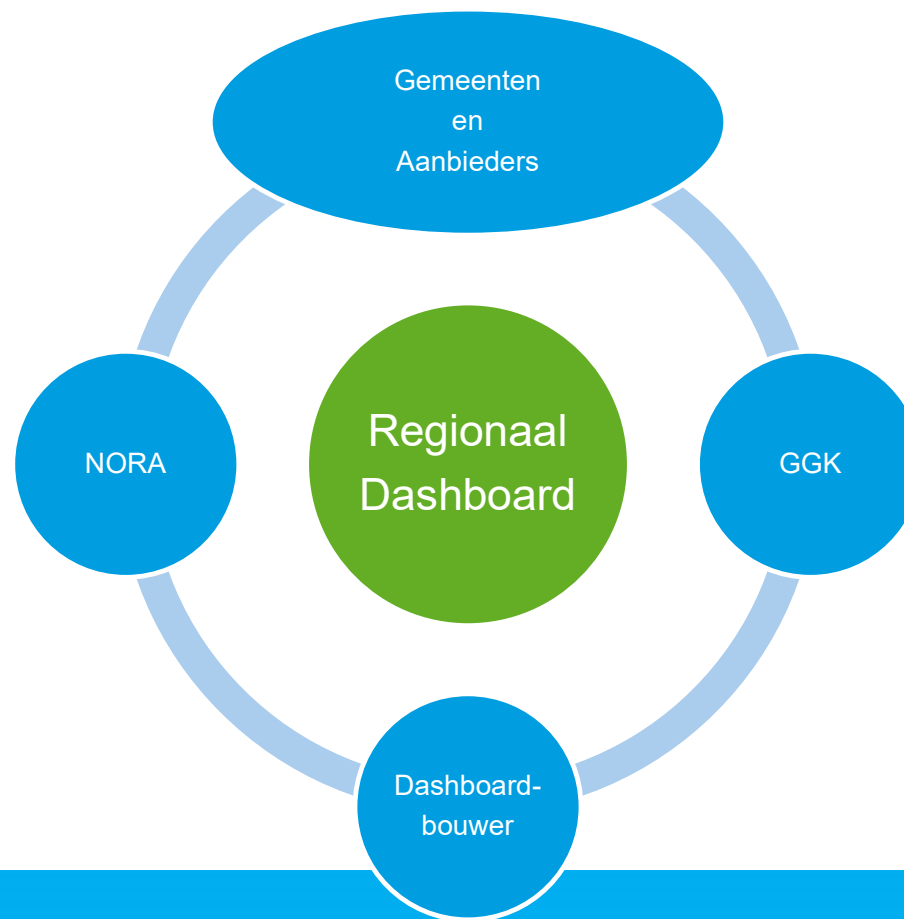 Gemeenten
en
Aanbieders
Regionaal
Dashboard
NORA
GGK
Dashboard-
bouwer